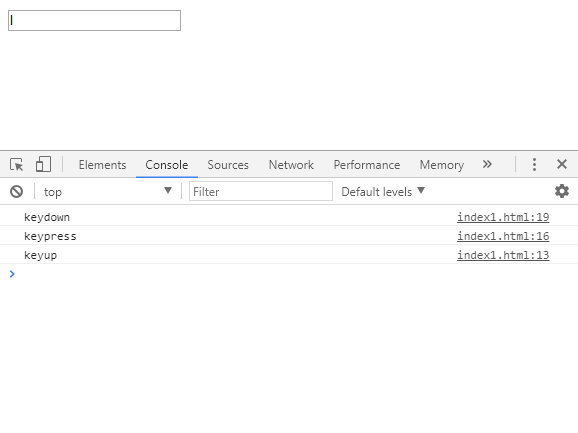 Elements Console Sources Network Performance Memory »
top Filter Default levels
keydown index1.html:19
keypress index1.html:16
keyup index1.html:13
>